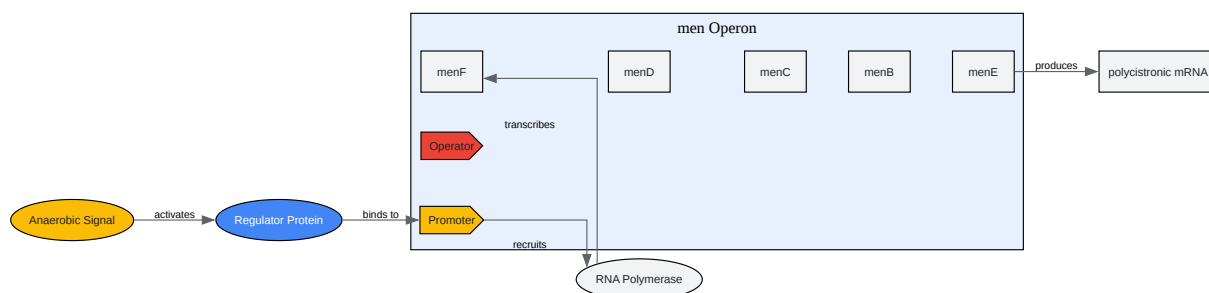 men Operon
menF
menD
menC
menB
menE
produces
polycistronic mRNA
transcribes
Operator
Anaerobic Signal
activates
Regulator Protein
binds to
Promoter
recruits
RNA Polymerase